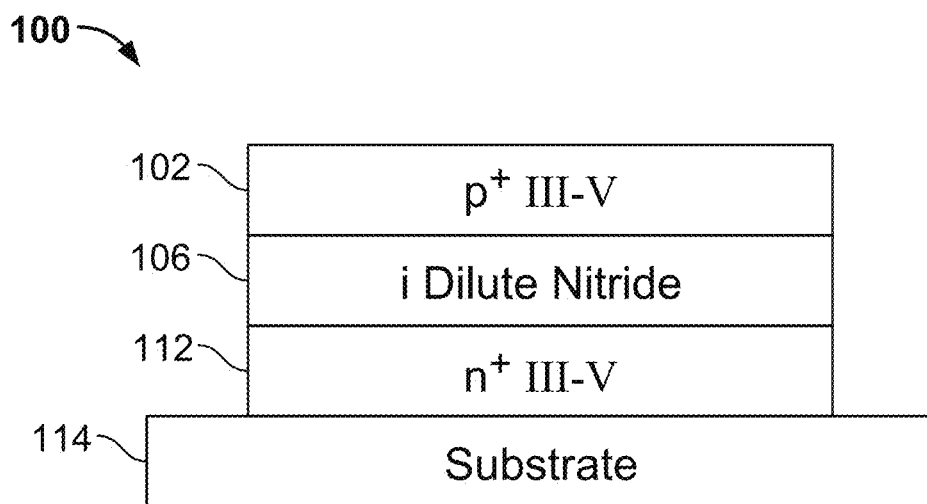 100
102
p⁺ III-V
106
i Dilute Nitride
112
n⁺ III-V
114
Substrate